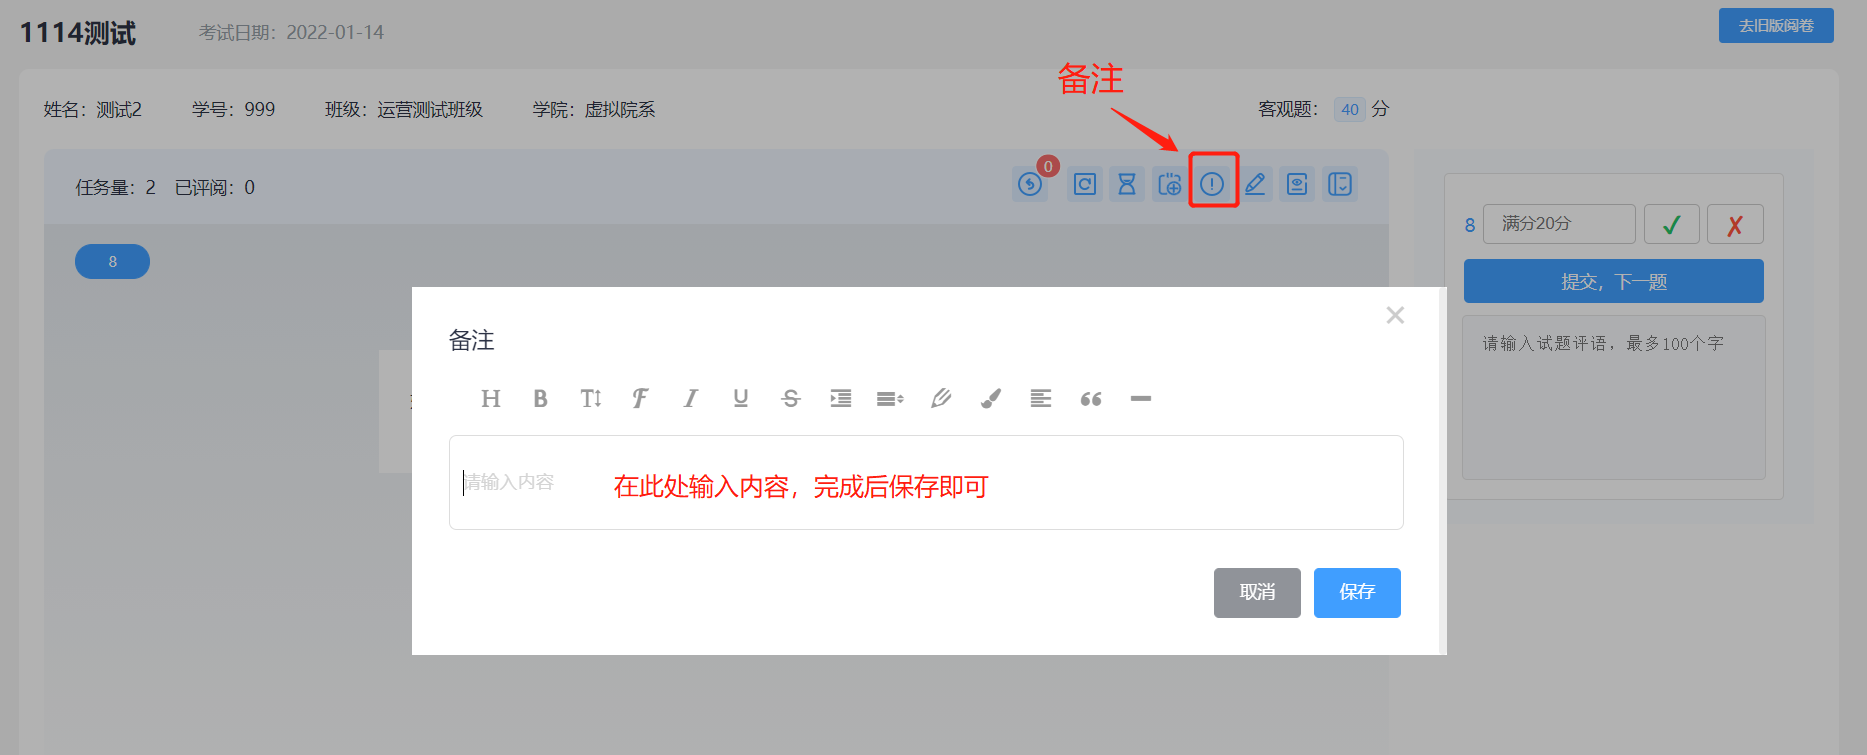 1114测试
考试日期：2022-01-14
去旧版阅卷
备注
姓名：测试2 学号：999 班级：运营测试班级 学院：虚拟院系
客观题： 40 分
任务量：2 已评阅：0
0
8
8 满分20分
提交，下一题
请输入试题评语，最多100个字
备注
请输入内容
在此处输入内容，完成后保存即可
取消
保存